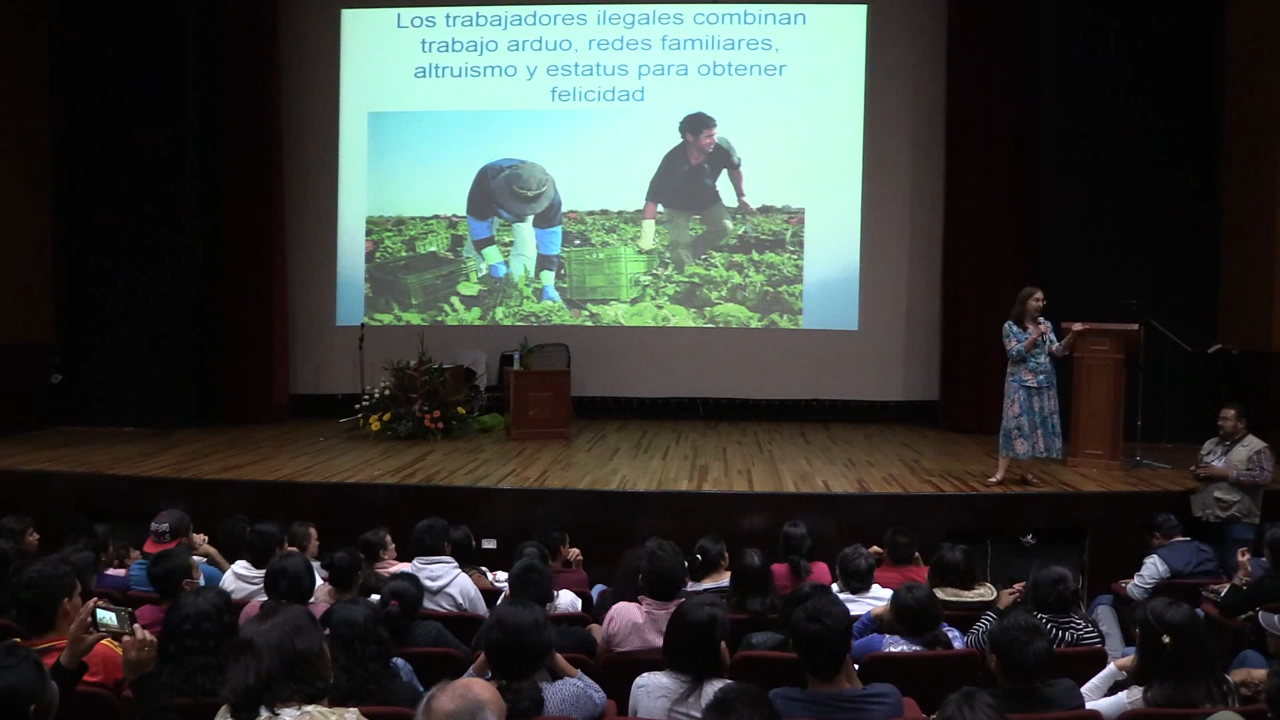 Los trabajadores ilegales combinan
trabajo arduo, redes familiares,
altruismo y estatus para obtener
felicidad